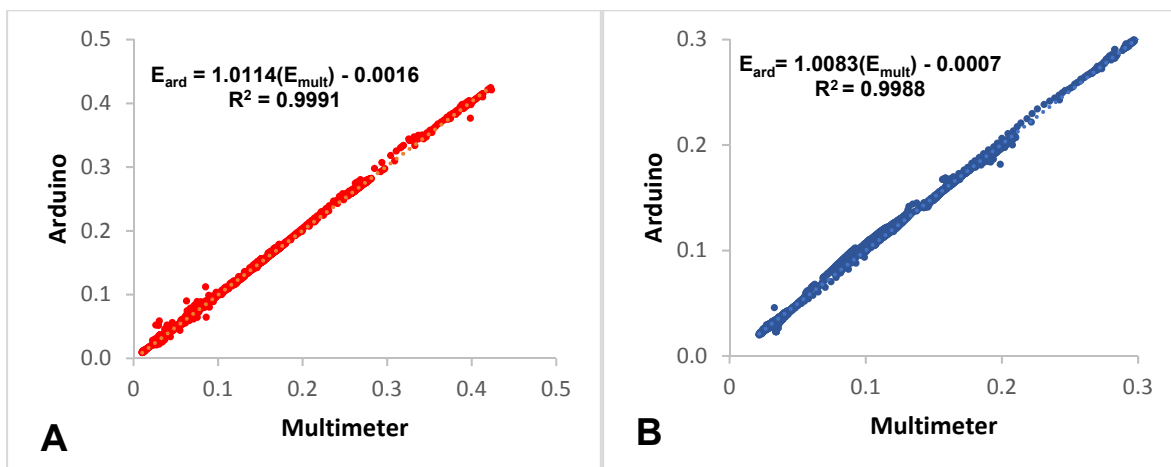 E_ard = 1.0114(E_mult) - 0.0016
R² = 0.9991
Arduino
0.5
0.4
0.3
0.2
0.1
0.0
0 0.1 0.2 0.3 0.4 0.5
Multimeter
A
E_ard= 1.0083(E_mult) - 0.0007
R² = 0.9988
Arduino
0.3
0.2
0.1
0.0
0 0.1 0.2 0.3
Multimeter
B